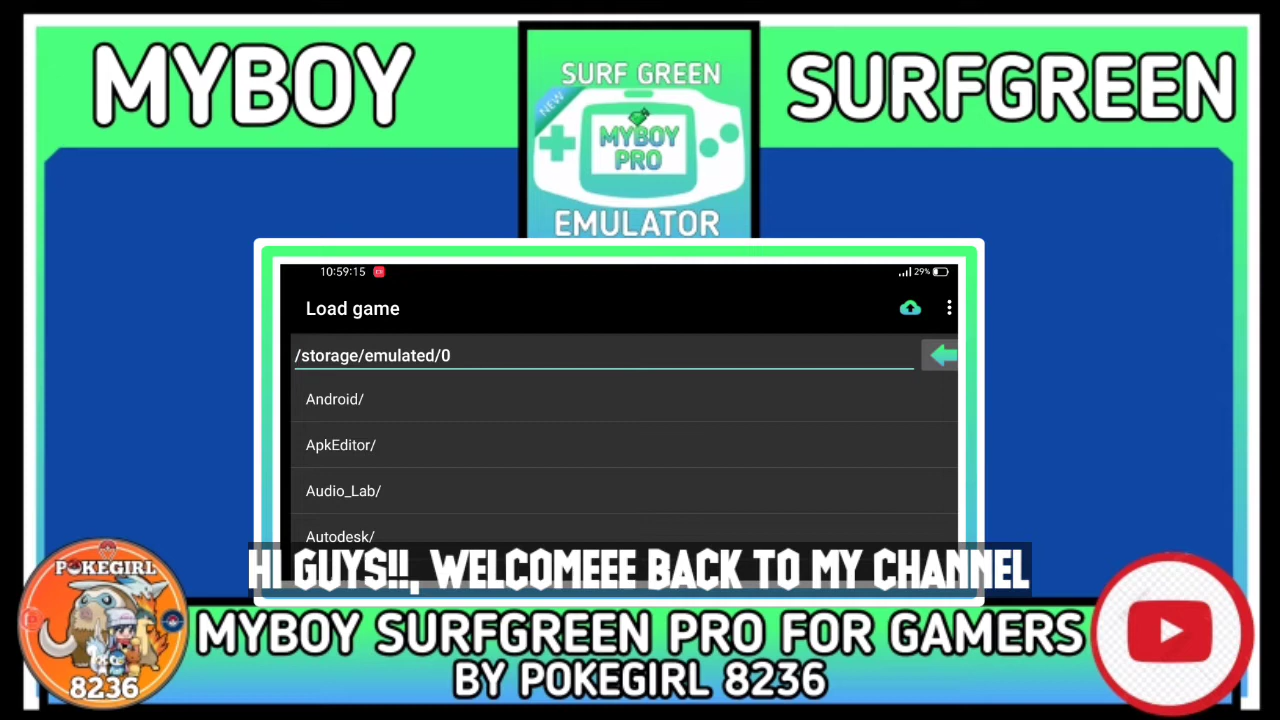 MYBOY
SURFGREEN
SURF GREEN
NEW
MYBOY
PRO
EMULATOR
10:59:15
29%
Load game
/storage/emulated/0
Android/
ApkEditor/
Audio_Lab/
Autodesk/
HI GUYS!!, WELCOMEEE BACK TO MY CHANNEL
POKEGIRL
8236
MYBOY SURFGREEN PRO FOR GAMERS
BY POKEGIRL 8236